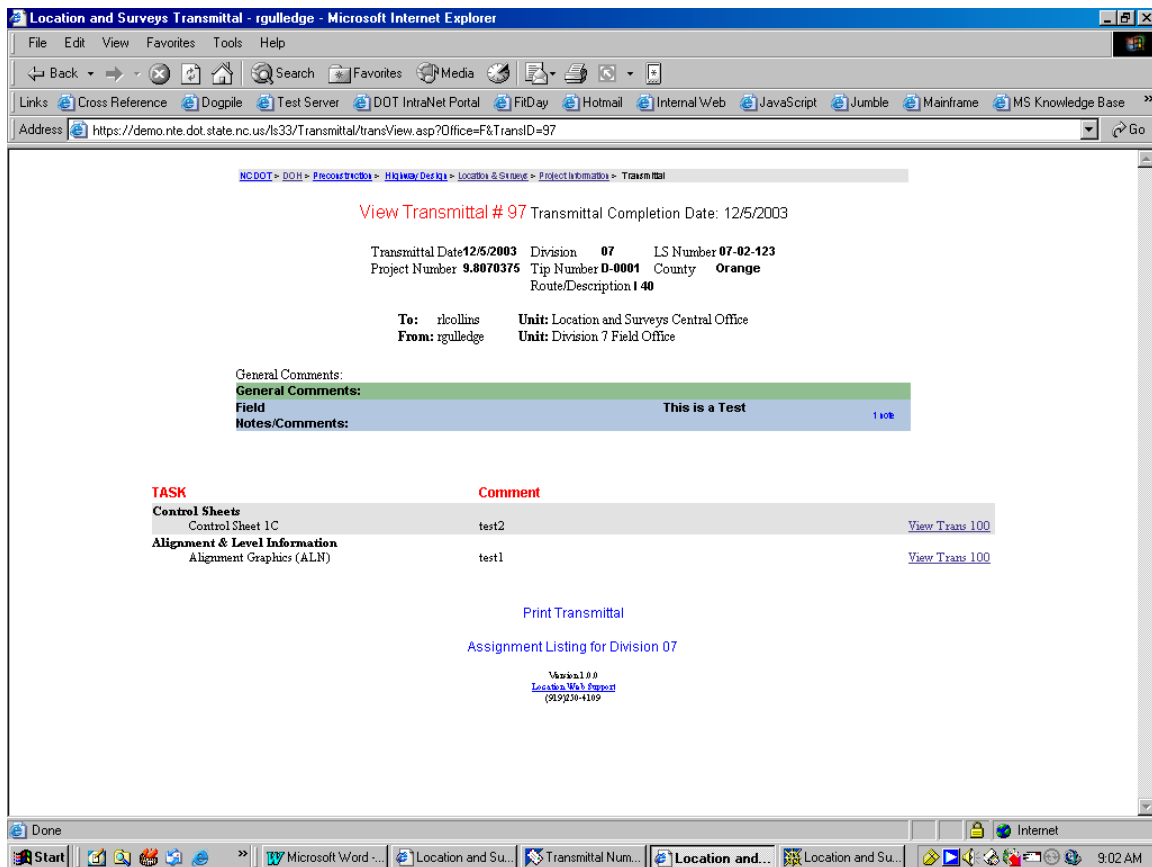 Location and Surveys Transmittal - rgulledge - Microsoft Internet Explorer
File Edit View Favorites Tools Help
Back Search Favorites Media
Links Cross Reference Dogpile Test Server DOT IntraNet Portal FitDay Hotmail Internal Web JavaScript Jumble Mainframe MS Knowledge Base »
Address https://demo.nte.dot.state.nc.us/ls33/Transmittal/transView.asp?Office=F&TransID=97 Go
NCDOT > DOH > Preconstruction > Highway Design > Location & Surveys > Project Information > Transmittal
View Transmittal # 97 Transmittal Completion Date: 12/5/2003
Transmittal Date 12/5/2003 Division 07 LS Number 07-02-123
Project Number 9.8070375 Tip Number D-0001 County Orange
Route/Description I 40
To: rlcollins Unit: Location and Surveys Central Office
From: rgulledge Unit: Division 7 Field Office
General Comments:
General Comments:
Field This is a Test 1 note
Notes/Comments:
TASK Comment
Control Sheets
Control Sheet 1C test2 View Trans 100
Alignment & Level Information
Alignment Graphics (ALN) test1 View Trans 100
Print Transmittal
Assignment Listing for Division 07
Version 1.0.0
Location Web Support
(919)250-4109
Done Internet
Start » Microsoft Word -... Location and Su... Transmittal Num... Location and... Location and Su... 9:02 AM